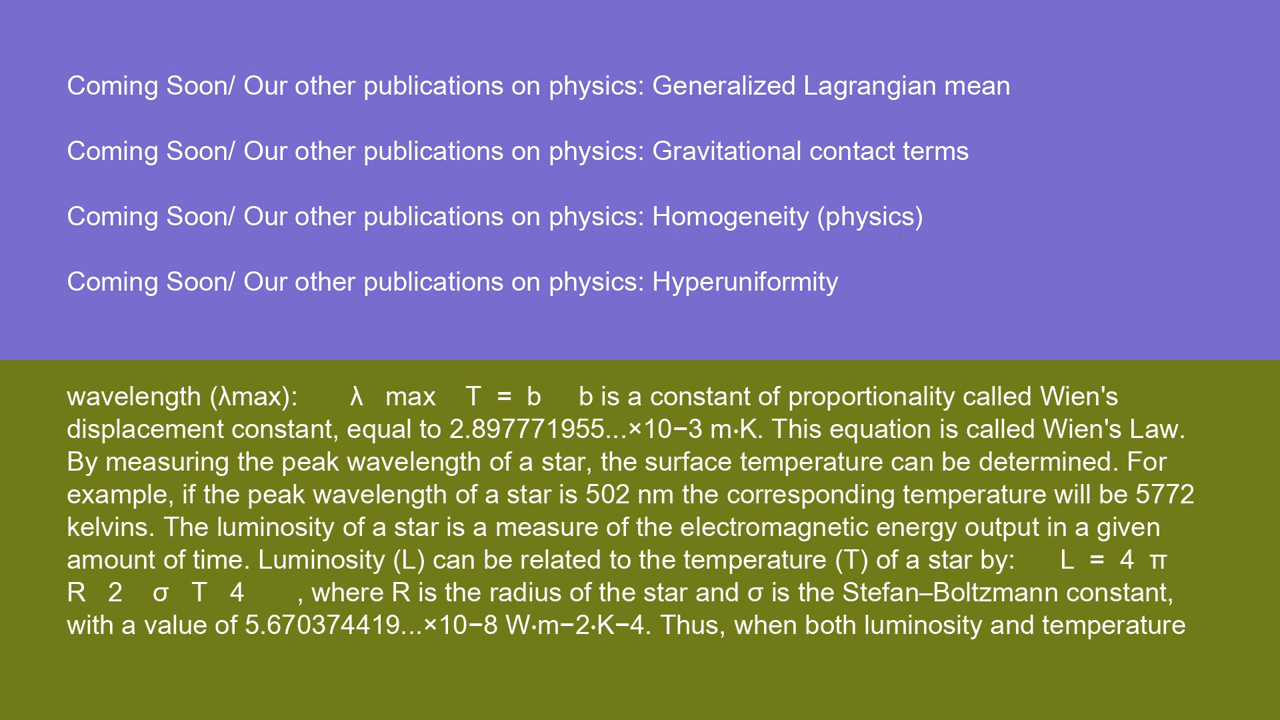 Coming Soon/ Our other publications on physics: Generalized Lagrangian mean
Coming Soon/ Our other publications on physics: Gravitational contact terms
Coming Soon/ Our other publications on physics: Homogeneity (physics)
Coming Soon/ Our other publications on physics: Hyperuniformity
wavelength (λmax): λ max T = b b is a constant of proportionality called Wien's
displacement constant, equal to 2.897771955...×10−3 m⋅K. This equation is called Wien's Law.
By measuring the peak wavelength of a star, the surface temperature can be determined. For
example, if the peak wavelength of a star is 502 nm the corresponding temperature will be 5772
kelvins. The luminosity of a star is a measure of the electromagnetic energy output in a given
amount of time. Luminosity (L) can be related to the temperature (T) of a star by: L = 4 π
R 2 σ T 4 , where R is the radius of the star and σ is the Stefan–Boltzmann constant,
with a value of 5.670374419...×10−8 W⋅m−2⋅K−4. Thus, when both luminosity and temperature